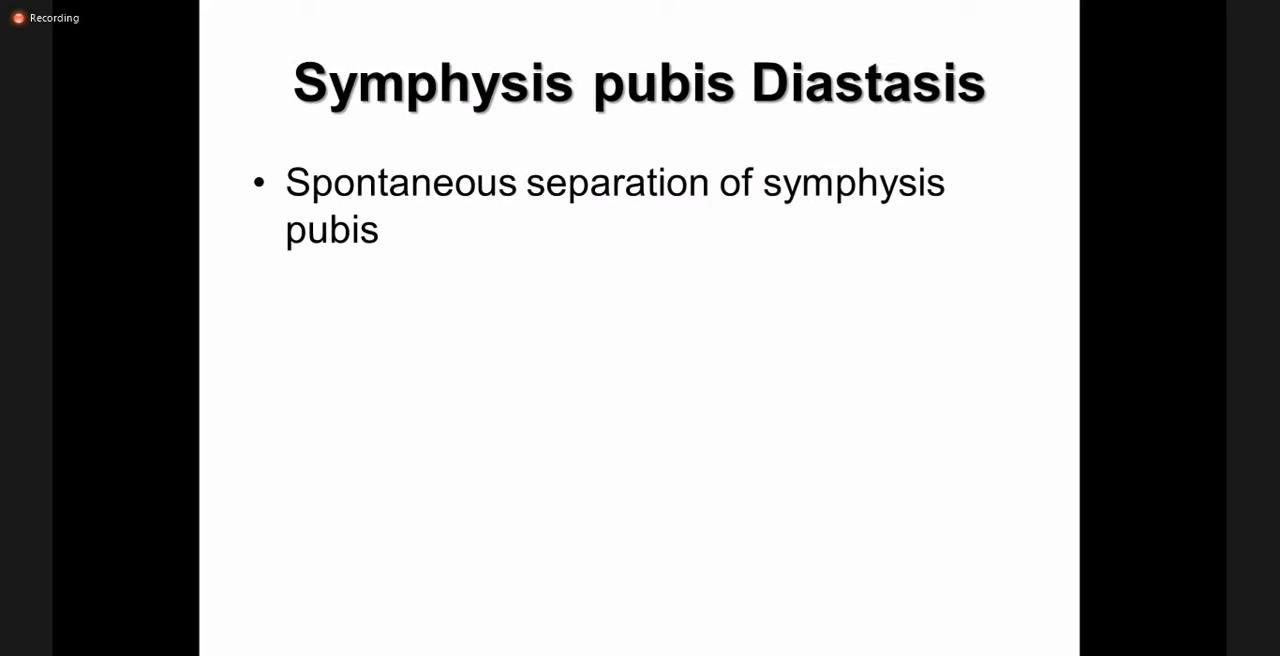 Recording
Symphysis pubis Diastasis
• Spontaneous separation of symphysis
pubis